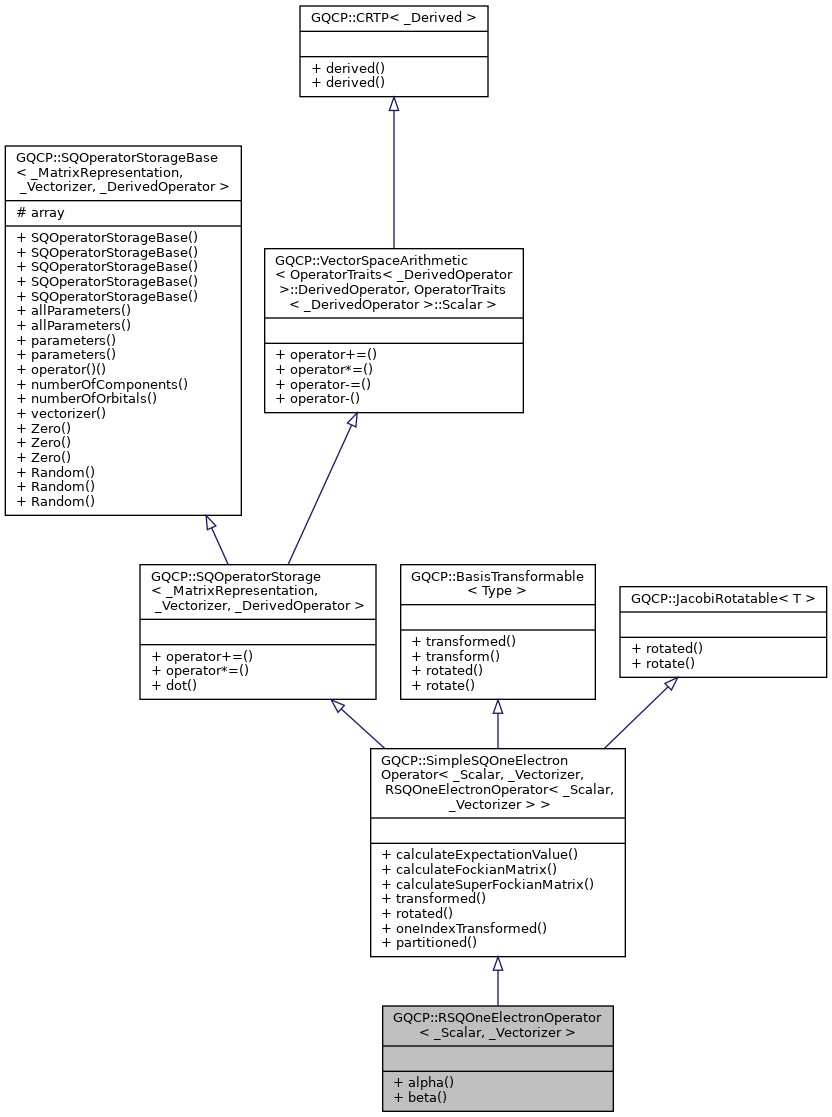 GQCP::CRTP< _Derived >
+ derived()
+ derived()
GQCP::SQOperatorStorageBase
< _MatrixRepresentation,
_Vectorizer, _DerivedOperator >
# array
+ SQOperatorStorageBase()
+ SQOperatorStorageBase()
+ SQOperatorStorageBase()
+ SQOperatorStorageBase()
+ SQOperatorStorageBase()
+ allParameters()
+ allParameters()
+ parameters()
+ parameters()
+ operator()()
+ numberOfComponents()
+ numberOfOrbitals()
+ vectorizer()
+ Zero()
+ Zero()
+ Zero()
+ Random()
+ Random()
+ Random()
GQCP::VectorSpaceArithmetic
< OperatorTraits< _DerivedOperator
>::DerivedOperator, OperatorTraits
< _DerivedOperator >::Scalar >
+ operator+=()
+ operator*=()
+ operator-=()
+ operator-()
GQCP::SQOperatorStorage
< _MatrixRepresentation,
_Vectorizer, _DerivedOperator >
+ operator+=()
+ operator*=()
+ dot()
GQCP::BasisTransformable
< Type >
+ transformed()
+ transform()
+ rotated()
+ rotate()
GQCP::JacobiRotatable< T >
+ rotated()
+ rotate()
GQCP::SimpleSQOneElectron
Operator< _Scalar, _Vectorizer,
RSQOneElectronOperator< _Scalar,
_Vectorizer > >
+ calculateExpectationValue()
+ calculateFockianMatrix()
+ calculateSuperFockianMatrix()
+ transformed()
+ rotated()
+ oneIndexTransformed()
+ partitioned()
GQCP::RSQOneElectronOperator
< _Scalar, _Vectorizer >
+ alpha()
+ beta()